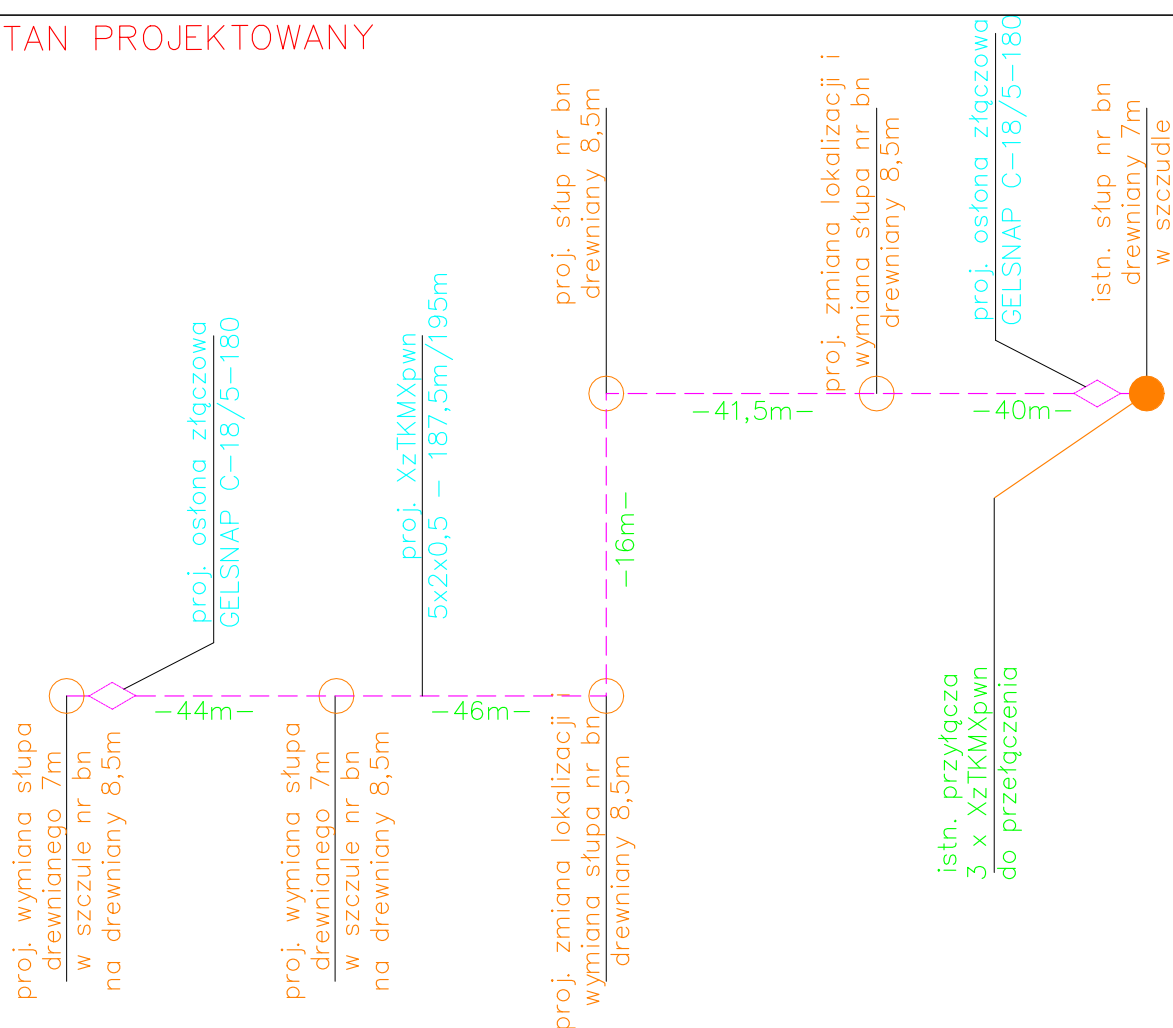 TAN PROJEKTOWANY
proj. wymiana słupa
drewnianego 7m
w szczule nr bn
na drewniany 8,5m
proj. osłona złączowa
GELSNAP C-18/5-180
-44m-
proj. wymiana słupa
drewnianego 7m
w szczule nr bn
na drewniany 8,5m
proj. XzTKMXpwn
5x2x0,5 - 187,5m/195m
-46m-
proj. zmiana lokalizacji i
wymiana słupa nr bn
drewniany 8,5m
-16m-
proj. słup nr bn
drewniany 8,5m
-41,5m-
proj. zmiana lokalizacji i
wymiana słupa nr bn
drewniany 8,5m
-40m-
proj. osłona złączowa
GELSNAP C-18/5-180
istn. słup nr bn
drewniany 7m
w szczudle
istn. przyłącza
3 x XzTKMXpwn
do przełączenia